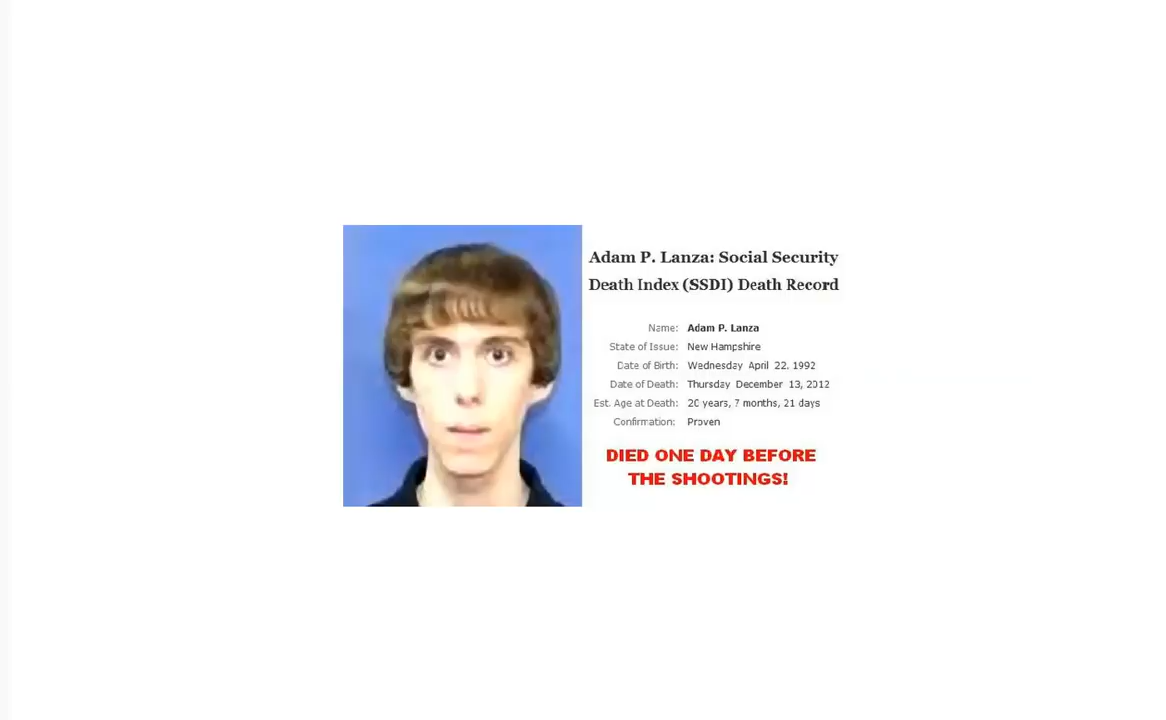 Adam P. Lanza: Social Security
Death Index (SSDI) Death Record
Name: Adam P. Lanza
State of Issue: New Hampshire
Date of Birth: Wednesday April 22, 1992
Date of Death: Thursday December 13, 2012
Est. Age at Death: 20 years, 7 months, 21 days
Confirmation: Proven
DIED ONE DAY BEFORE
THE SHOOTINGS!